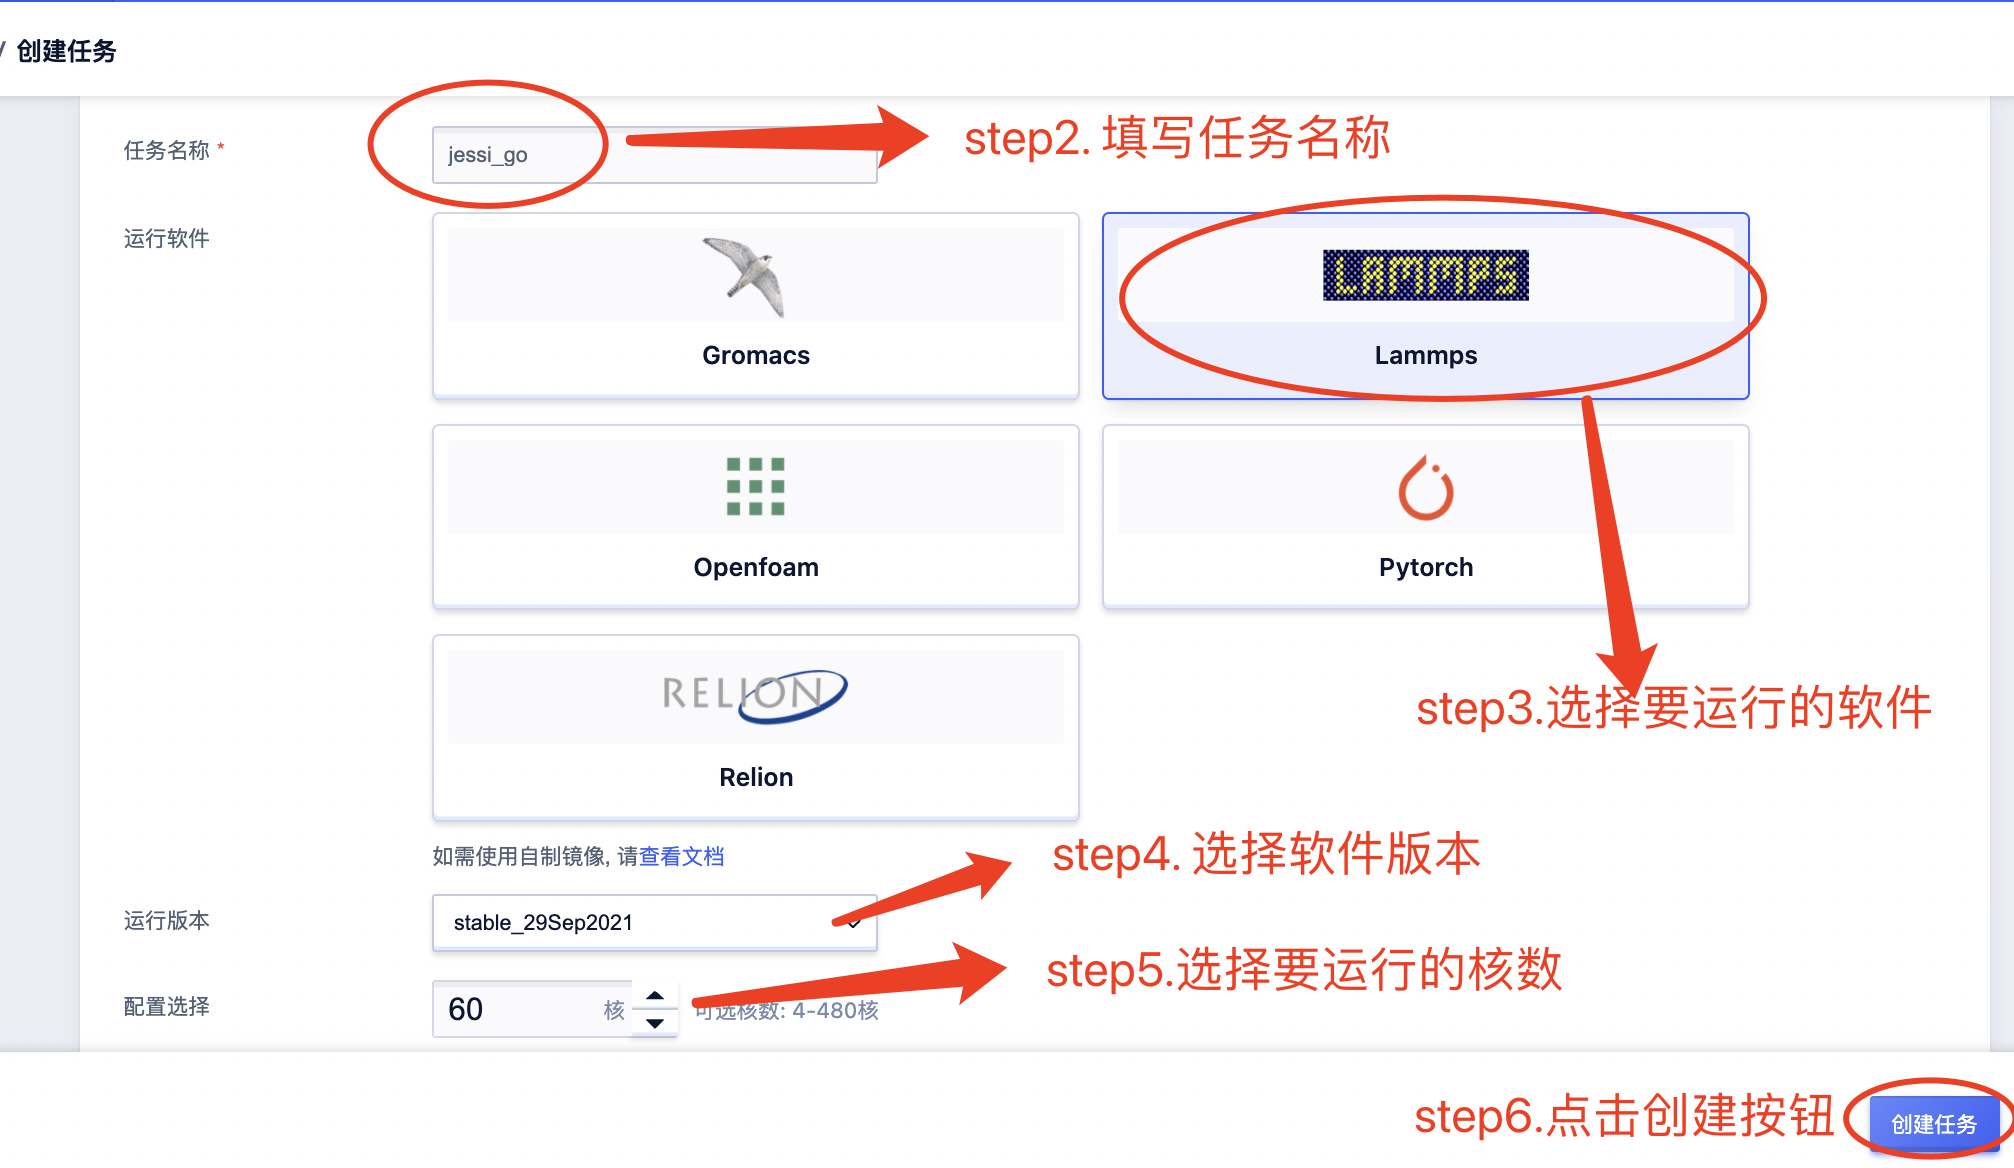 / 创建任务
任务名称 *
jessi_go
step2. 填写任务名称
运行软件
LAMMPS
Gromacs
Lammps
Openfoam
Pytorch
RELION
step3.选择要运行的软件
Relion
如需使用自制镜像, 请查看文档
step4. 选择软件版本
运行版本
stable_29Sep2021
step5.选择要运行的核数
配置选择
60 核
可选核数: 4-480核
step6.点击创建按钮
创建任务